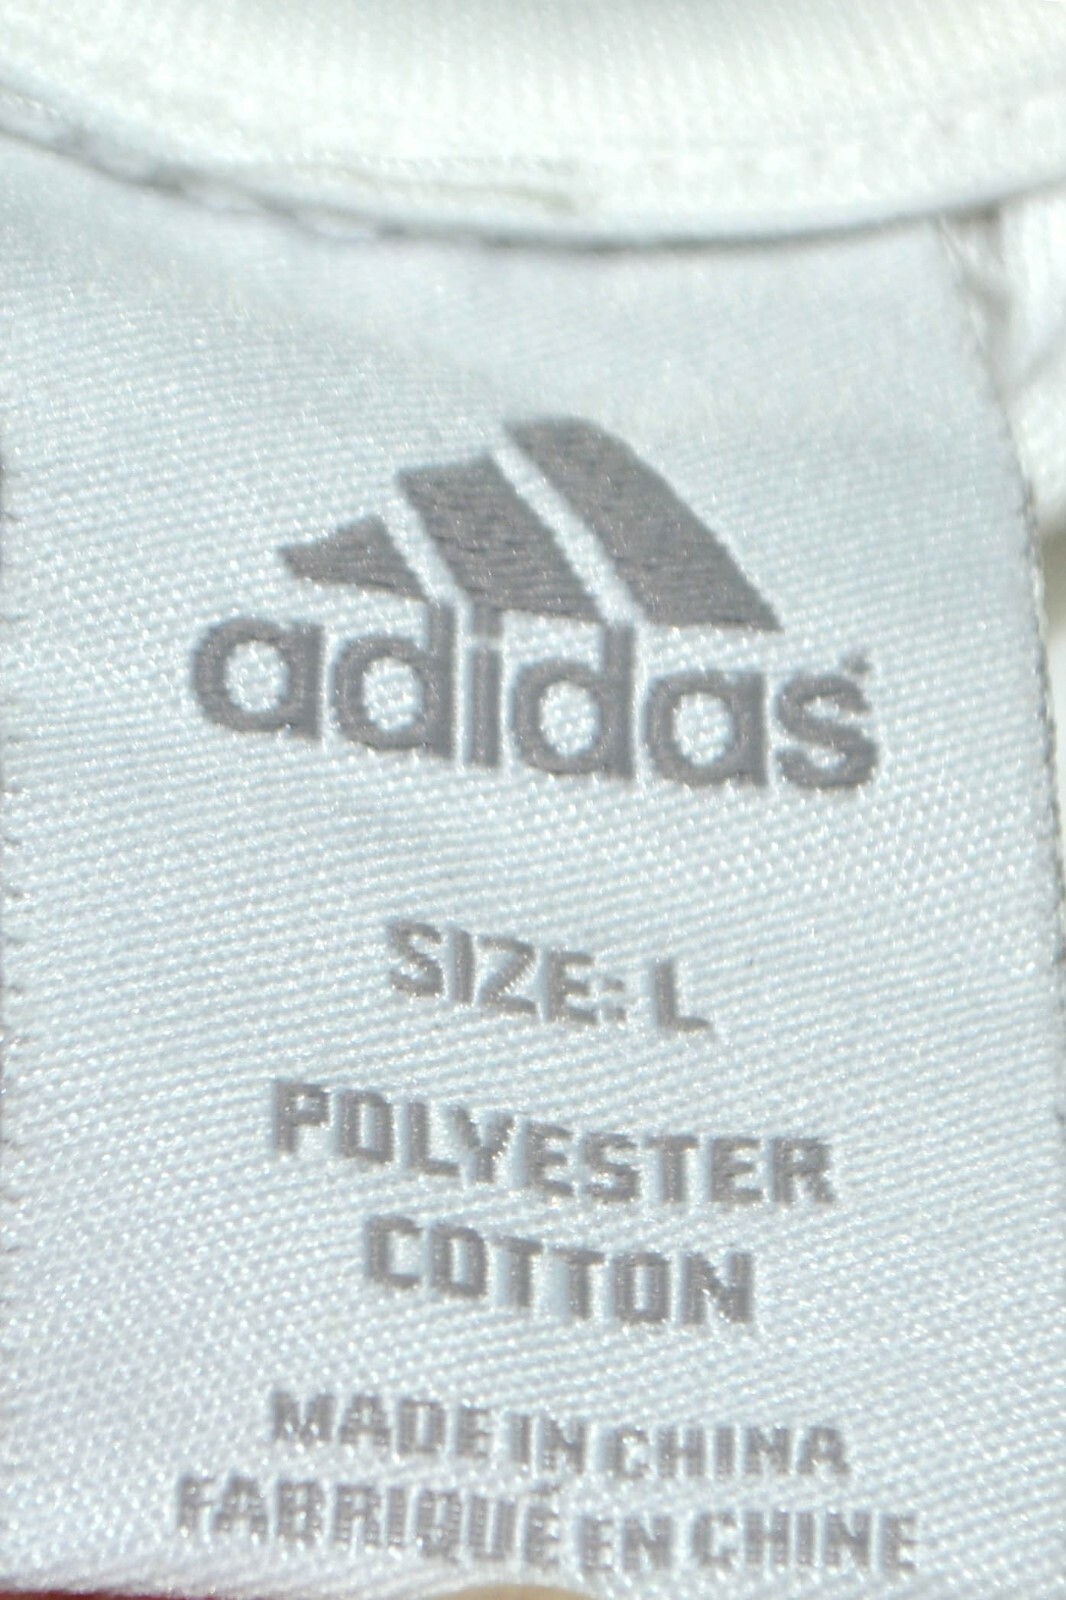 adidas
SIZE: L
POLYESTER
COTTON
MADE IN CHINA
FABRIQUÉ EN CHINE